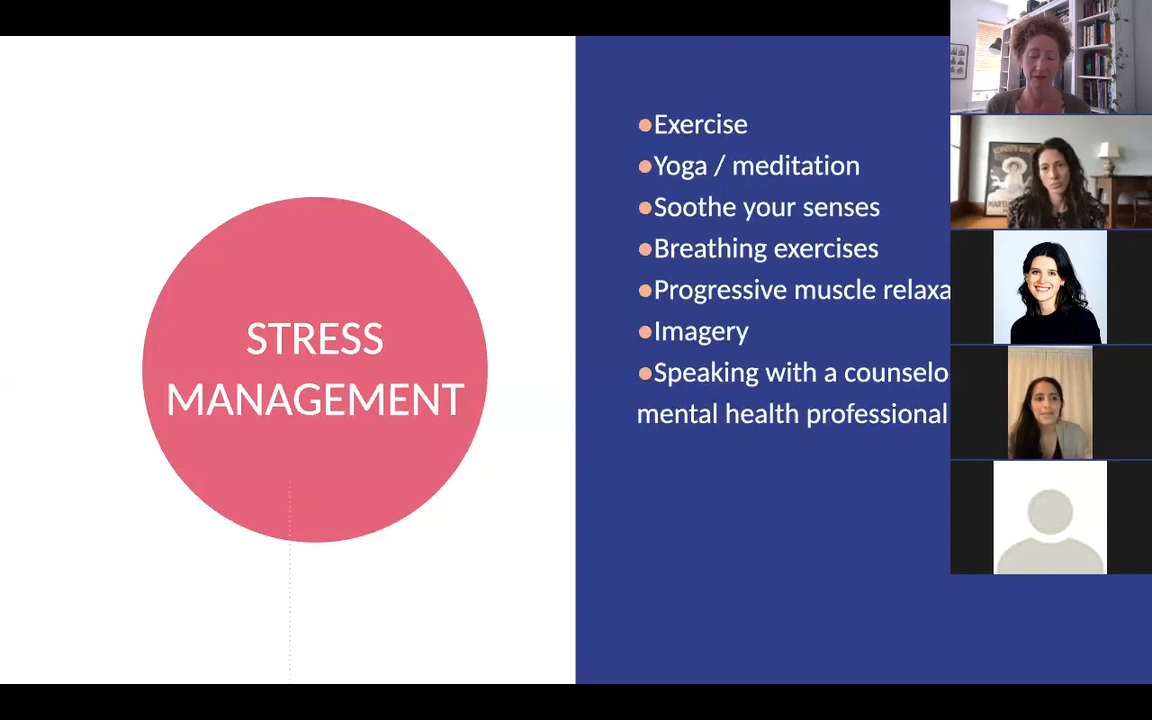 STRESS
MANAGEMENT
●Exercise
●Yoga / meditation
●Soothe your senses
●Breathing exercises
●Progressive muscle relaxa
●Imagery
●Speaking with a counselo
mental health professional